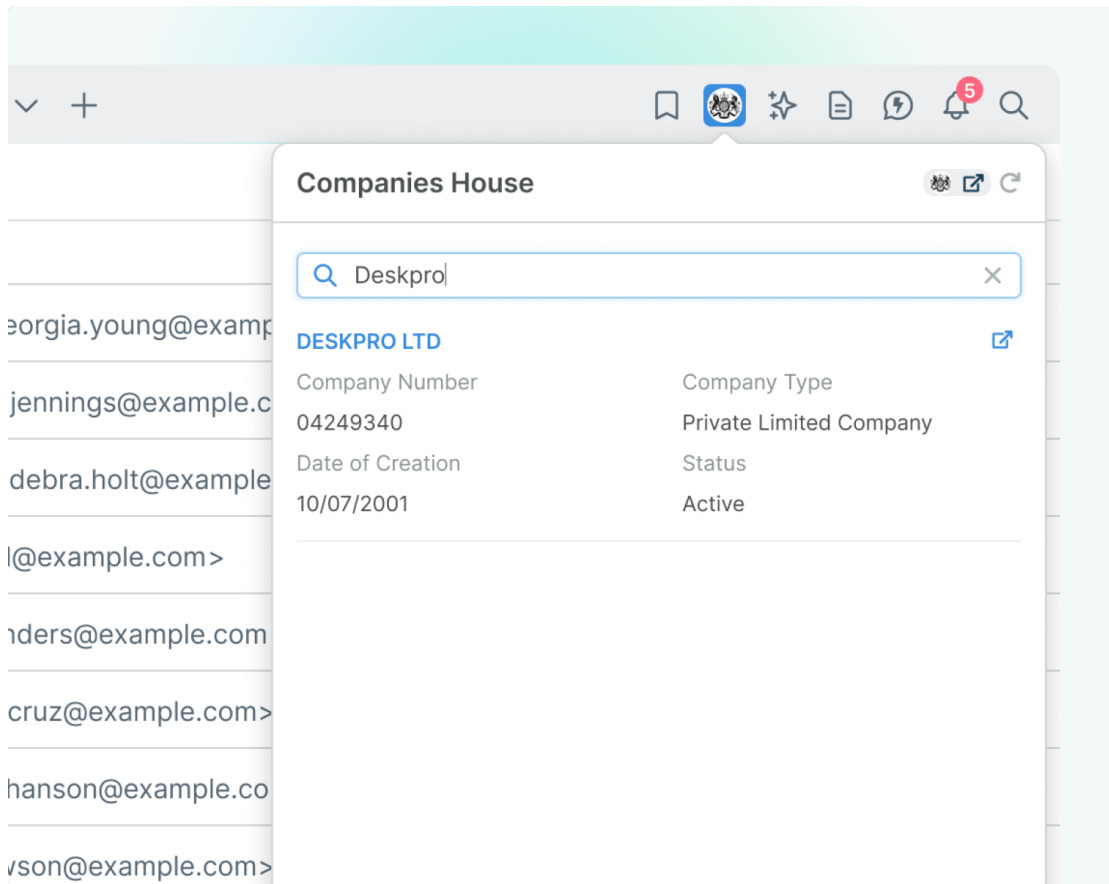 5
Companies House
Deskpro
DESKPRO LTD
Company Number
Company Type
04249340
Private Limited Company
Date of Creation
Status
10/07/2001
Active
eorgia.young@examp
jennings@example.c
debra.holt@example
l@example.com>
nders@example.com
cruz@example.com>
hanson@example.co
wson@example.com>